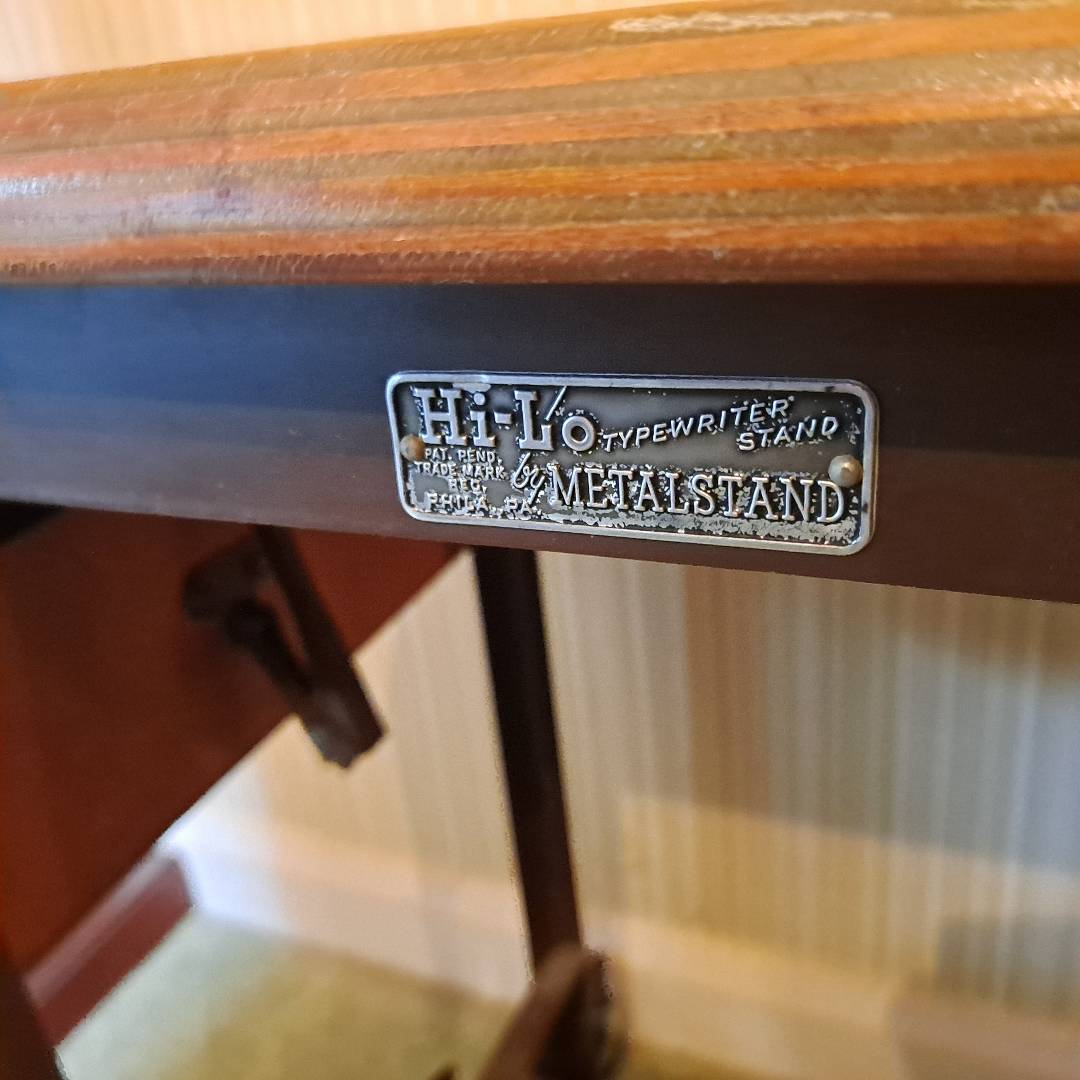 Hi-Lo TYPEWRITER STAND
PAT. PEND.
TRADE MARK
REG.
PHILA., PA.
by METALSTAND